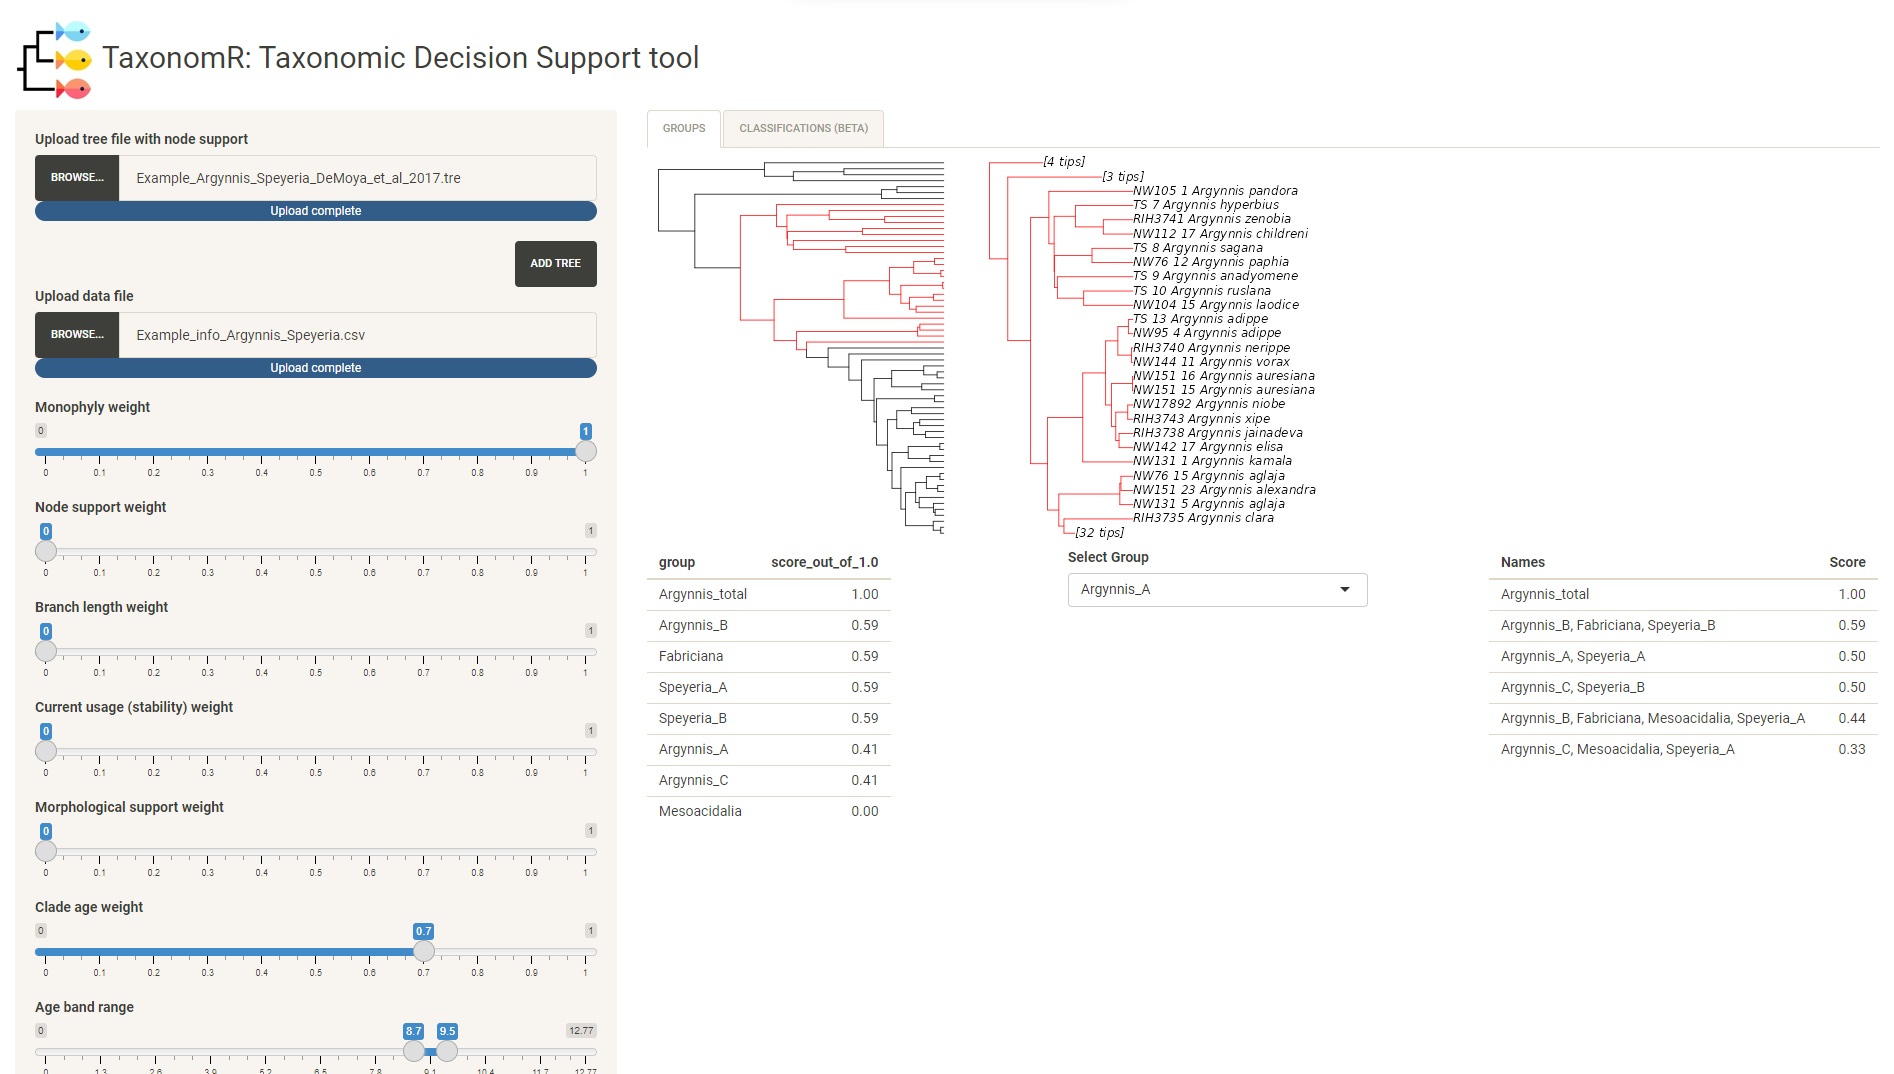 TaxonomR: Taxonomic Decision Support tool
Upload tree file with node support
BROWSE... Example_Argynnis_Speyeria_DeMoya_et_al_2017.tre
Upload complete
ADD TREE
Upload data file
BROWSE... Example_info_Argynnis_Speyeria.csv
Upload complete
Monophyly weight
0 1
0 0.1 0.2 0.3 0.4 0.5 0.6 0.7 0.8 0.9 1
Node support weight
0 1
0 0.1 0.2 0.3 0.4 0.5 0.6 0.7 0.8 0.9 1
Branch length weight
0 1
0 0.1 0.2 0.3 0.4 0.5 0.6 0.7 0.8 0.9 1
Current usage (stability) weight
0 1
0 0.1 0.2 0.3 0.4 0.5 0.6 0.7 0.8 0.9 1
Morphological support weight
0 1
0 0.1 0.2 0.3 0.4 0.5 0.6 0.7 0.8 0.9 1
Clade age weight
0 0.7 1
0 0.1 0.2 0.3 0.4 0.5 0.6 0.7 0.8 0.9 1
Age band range
0 8.7 9.5 12.77
0 1.3 2.6 3.9 5.2 6.5 7.8 9.1 10.4 11.7 12.77
GROUPS CLASSIFICATIONS (BETA)
[4 tips]
[3 tips]
NW105 1 Argynnis pandora
TS 7 Argynnis hyperbius
RIH3741 Argynnis zenobia
NW112 17 Argynnis childreni
TS 8 Argynnis sagana
NW76 12 Argynnis paphia
TS 9 Argynnis anadyomene
TS 10 Argynnis ruslana
NW104 15 Argynnis laodice
TS 13 Argynnis adippe
NW95 4 Argynnis adippe
RIH3740 Argynnis nerippe
NW144 11 Argynnis vorax
NW151 16 Argynnis auresiana
NW151 15 Argynnis auresiana
NW17892 Argynnis niobe
RIH3743 Argynnis xipe
RIH3738 Argynnis jainadeva
NW142 17 Argynnis elisa
NW131 1 Argynnis kamala
NW76 15 Argynnis aglaja
NW151 23 Argynnis alexandra
NW131 5 Argynnis aglaja
RIH3735 Argynnis clara
[32 tips]
group score_out_of_1.0
Argynnis_total 1.00
Argynnis_B 0.59
Fabriciana 0.59
Speyeria_A 0.59
Speyeria_B 0.59
Argynnis_A 0.41
Argynnis_C 0.41
Mesoacidalia 0.00
Select Group
Argynnis_A
Names Score
Argynnis_total 1.00
Argynnis_B, Fabriciana, Speyeria_B 0.59
Argynnis_A, Speyeria_A 0.50
Argynnis_C, Speyeria_B 0.50
Argynnis_B, Fabriciana, Mesoacidalia, Speyeria_A 0.44
Argynnis_C, Mesoacidalia, Speyeria_A 0.33